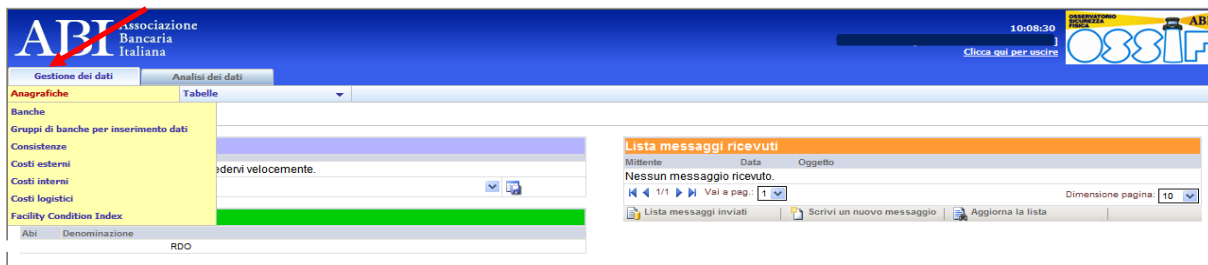 ABI Associazione
Bancaria
Italiana
10:08:30
]
Clicca qui per uscire
OSSERVATORIO
SICUREZZA
FISICA
AB
OSSIF
Gestione dei dati
Analisi dei dati
Anagrafiche
Tabelle
Banche
Gruppi di banche per inserimento dati
Consistenze
Costi esterni
Costi interni
Costi logistici
Facility Condition Index
edervi velocemente.
Abi Denominazione
RDO
Lista messaggi ricevuti
Mittente Data Oggetto
Nessun messaggio ricevuto.
1/1 Vai a pag.: 1
Dimensione pagina: 10
Lista messaggi inviati
Scrivi un nuovo messaggio
Aggiorna la lista